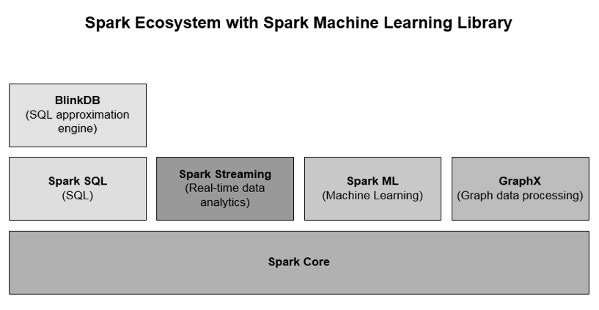 Spark Ecosystem with Spark Machine Learning Library
BlinkDB
(SQL approximation
engine)
Spark SQL
(SQL)
Spark Streaming
(Real-time data
analytics)
Spark ML
(Machine Learning)
GraphX
(Graph data processing)
Spark Core